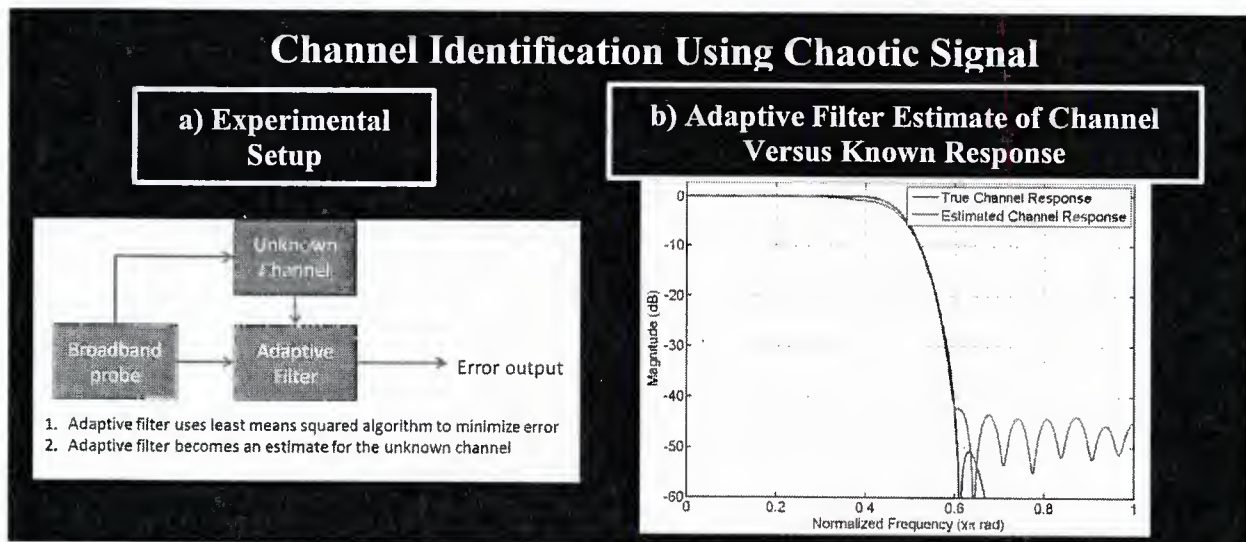 Channel Identification Using Chaotic Signal
a) Experimental
Setup
Unknown
Channel
Broadband
probe
Adaptive
Filter
Error output
1. Adaptive filter uses least means squared algorithm to minimize error
2. Adaptive filter becomes an estimate for the unknown channel
b) Adaptive Filter Estimate of Channel
Versus Known Response
True Channel Response
Estimated Channel Response
Magnitude (dB)
0
-10
-20
-30
-40
-50
-60
0 0.2 0.4 0.6 0.8 1
Normalized Frequency (xπ rad)